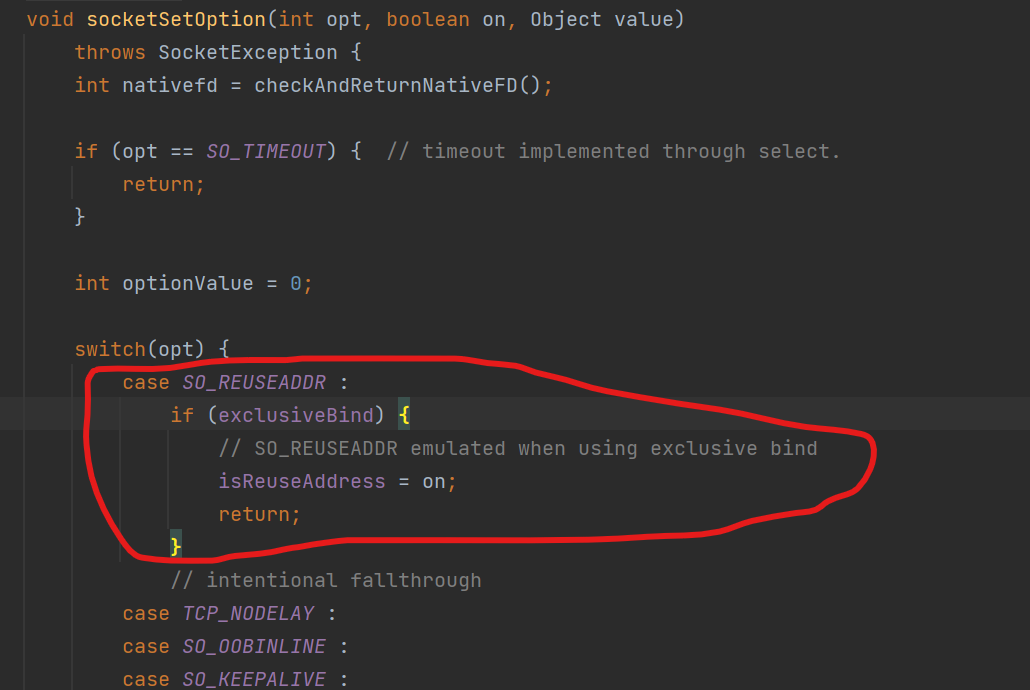 void socketSetOption(int opt, boolean on, Object value)
    throws SocketException {
    int nativefd = checkAndReturnNativeFD();

    if (opt == SO_TIMEOUT) {  // timeout implemented through select.
        return;
    }

    int optionValue = 0;

    switch(opt) {
        case SO_REUSEADDR :
            if (exclusiveBind) {
                // SO_REUSEADDR emulated when using exclusive bind
                isReuseAddress = on;
                return;
            }
            // intentional fallthrough
        case TCP_NODELAY :
        case SO_OOBINLINE :
        case SO_KEEPALIVE :